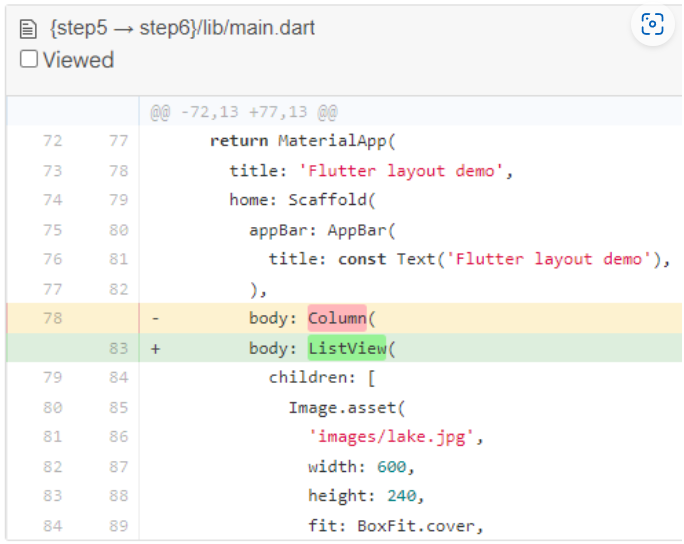 {step5 → step6}/lib/main.dart
Viewed
@@ -72,13 +77,13 @@
72 77 return MaterialApp(
73 78 title: 'Flutter layout demo',
74 79 home: Scaffold(
75 80 appBar: AppBar(
76 81 title: const Text('Flutter layout demo'),
77 82 ),
78 - body: Column(
83 + body: ListView(
79 84 children: [
80 85 Image.asset(
81 86 'images/lake.jpg',
82 87 width: 600,
83 88 height: 240,
84 89 fit: BoxFit.cover,